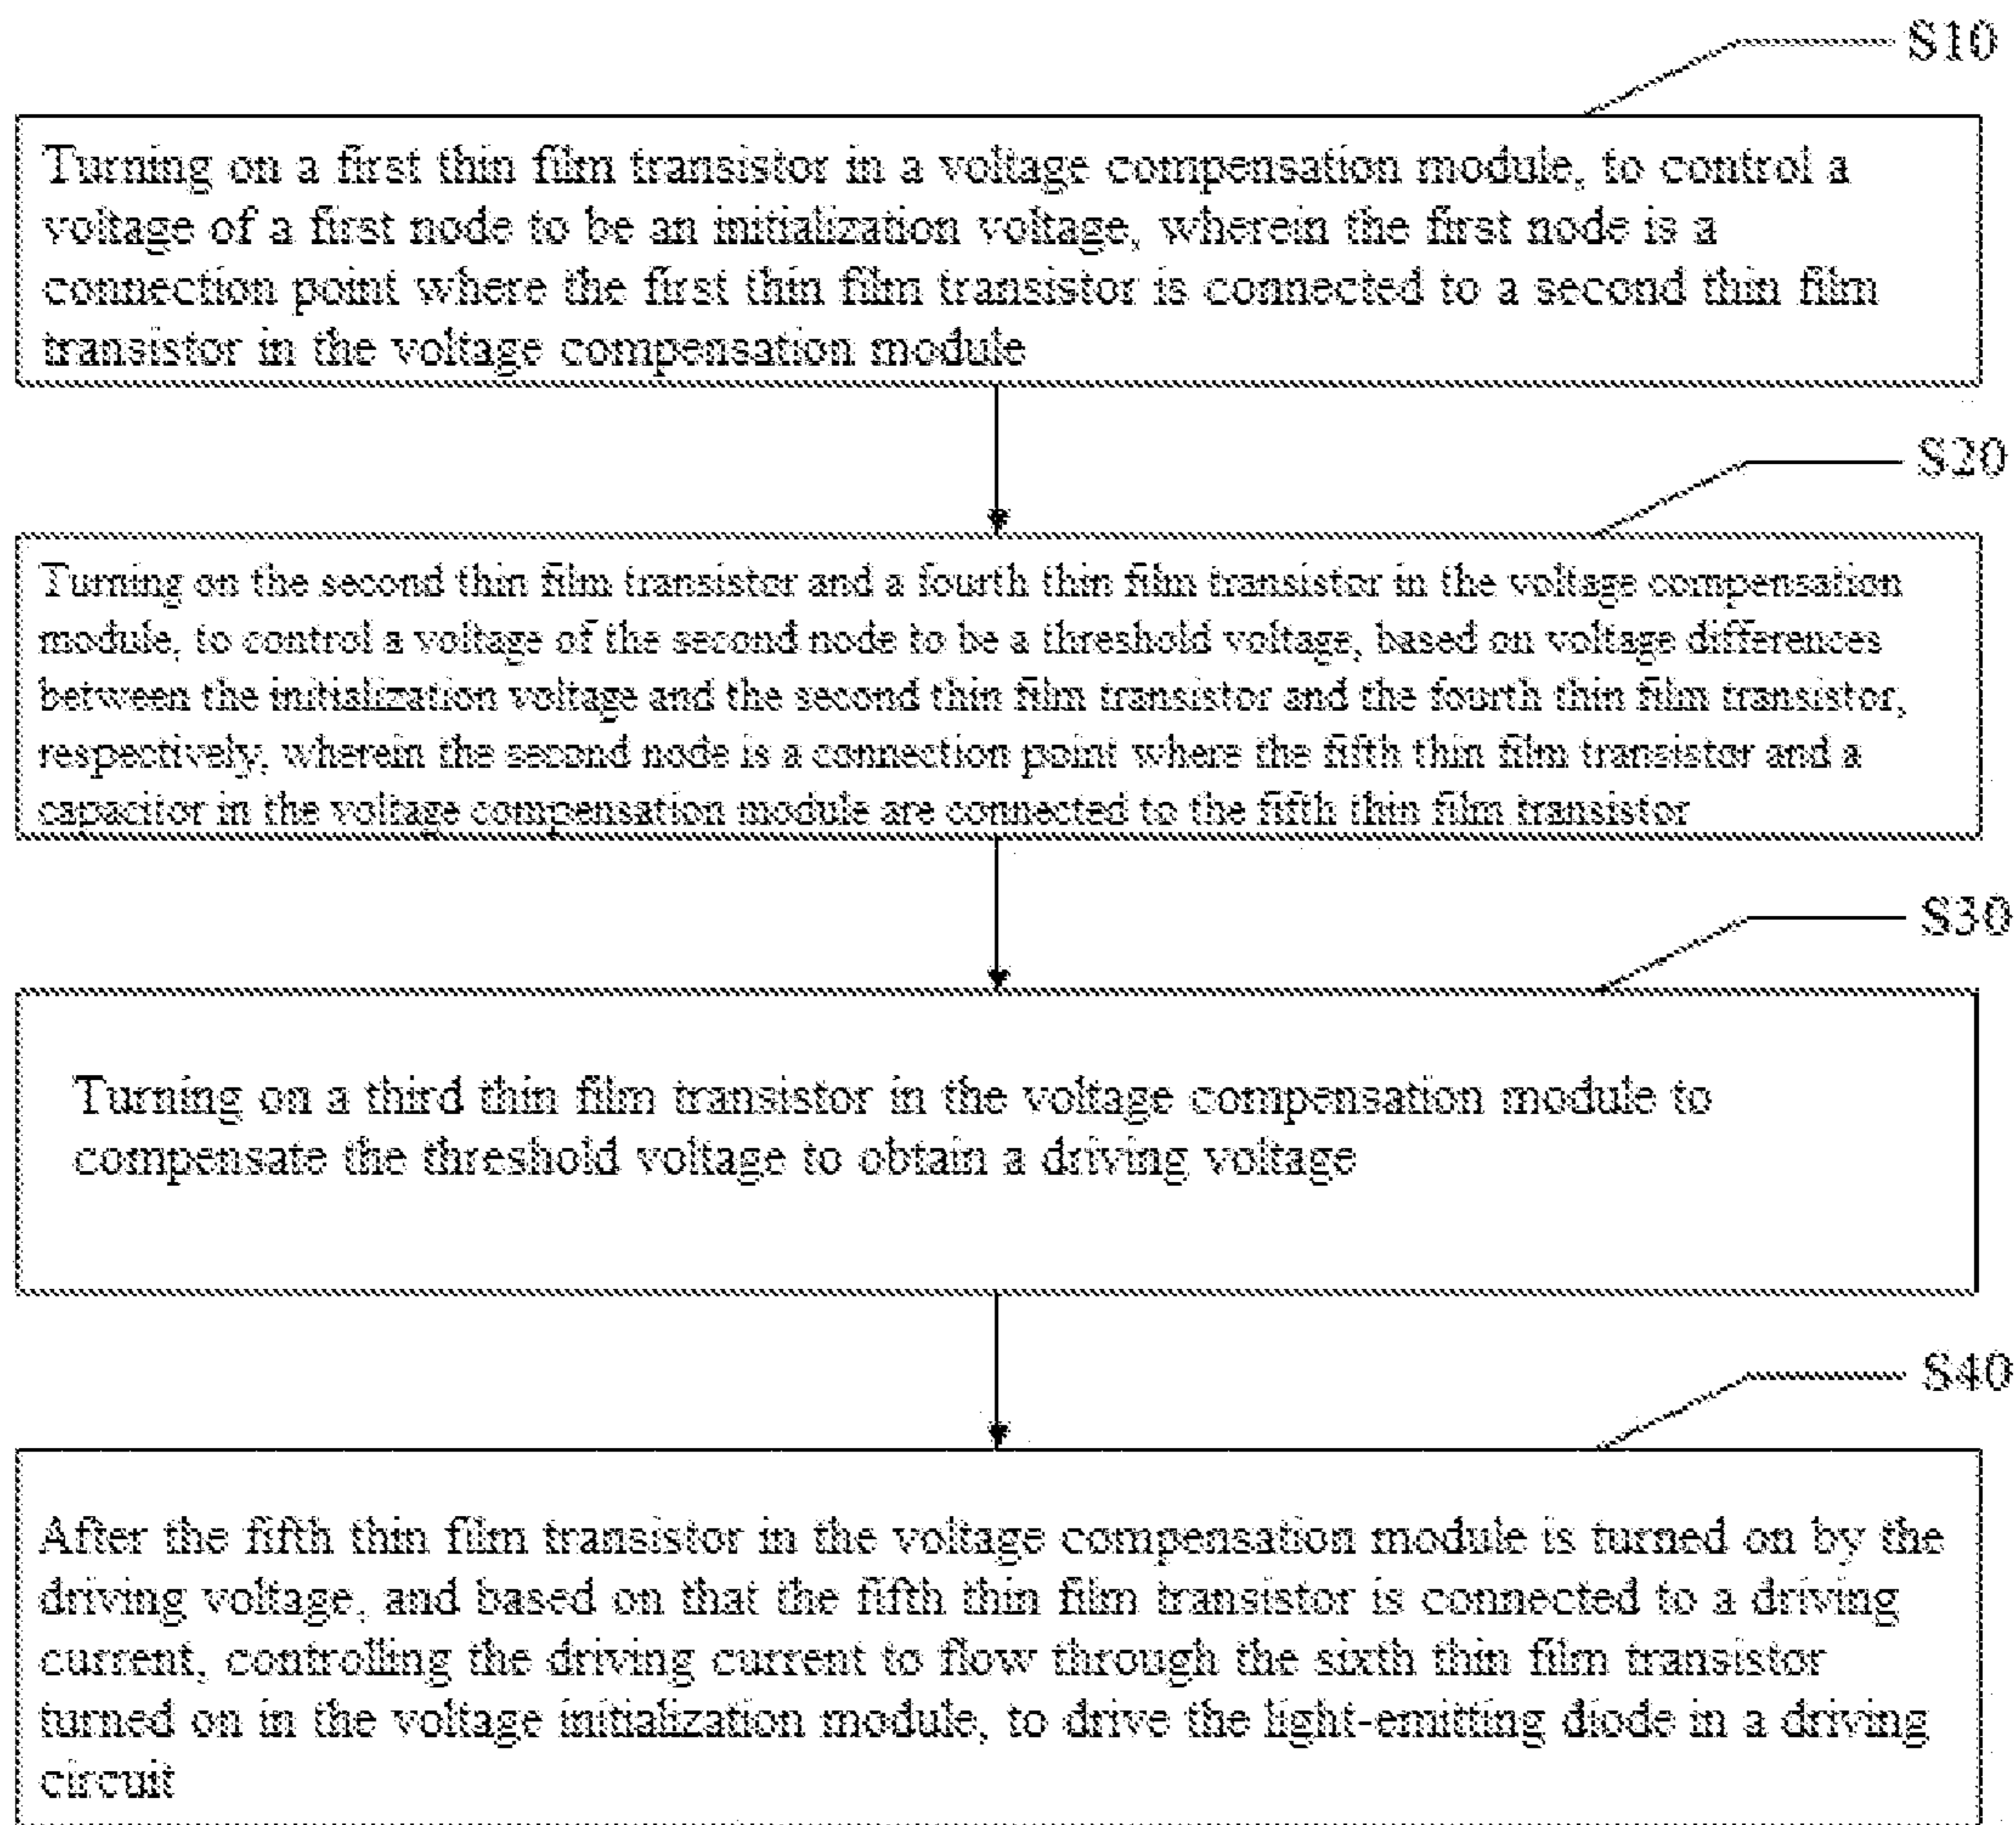 S10
Turning on a first thin film transistor in a voltage compensation module, to control a
voltage of a first node to be an initialization voltage, wherein the first node is a
connection point where the first thin film transistor is connected to a second thin film
transistor in the voltage compensation module
S20
Turning on the second thin film transistor and a fourth thin film transistor in the voltage compensation
module, to control a voltage of the second node to be a threshold voltage, based on voltage differences
between the initialization voltage and the second thin film transistor and the fourth thin film transistor,
respectively, wherein the second node is a connection point where the fifth thin film transistor and a
capacitor in the voltage compensation module are connected to the fifth thin film transistor
S30
Turning on a third thin film transistor in the voltage compensation module to
compensate the threshold voltage to obtain a driving voltage
S40
After the fifth thin film transistor in the voltage compensation module is turned on by the
driving voltage, and based on that the fifth thin film transistor is connected to a driving
current, controlling the driving current to flow through the sixth thin film transistor
turned on in the voltage initialization module, to drive the light-emitting diode in a driving
circuit